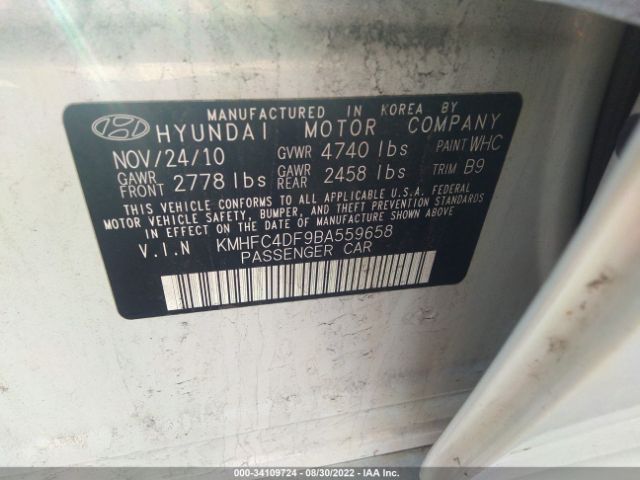 MANUFACTURED IN KOREA BY
HYUNDAI MOTOR COMPANY
NOV/24/10 GVWR 4740 lbs PAINT WHC
GAWR FRONT 2778 lbs GAWR REAR 2458 lbs TRIM B9
THIS VEHICLE CONFORMS TO ALL APPLICABLE U.S.A. FEDERAL
MOTOR VEHICLE SAFETY, BUMPER, AND THEFT PREVENTION STANDARDS
IN EFFECT ON THE DATE OF MANUFACTURE SHOWN ABOVE.
V.I.N KMHFC4DF9BA559658
PASSENGER CAR
000-34109724 - 08/30/2022 - IAA Inc.